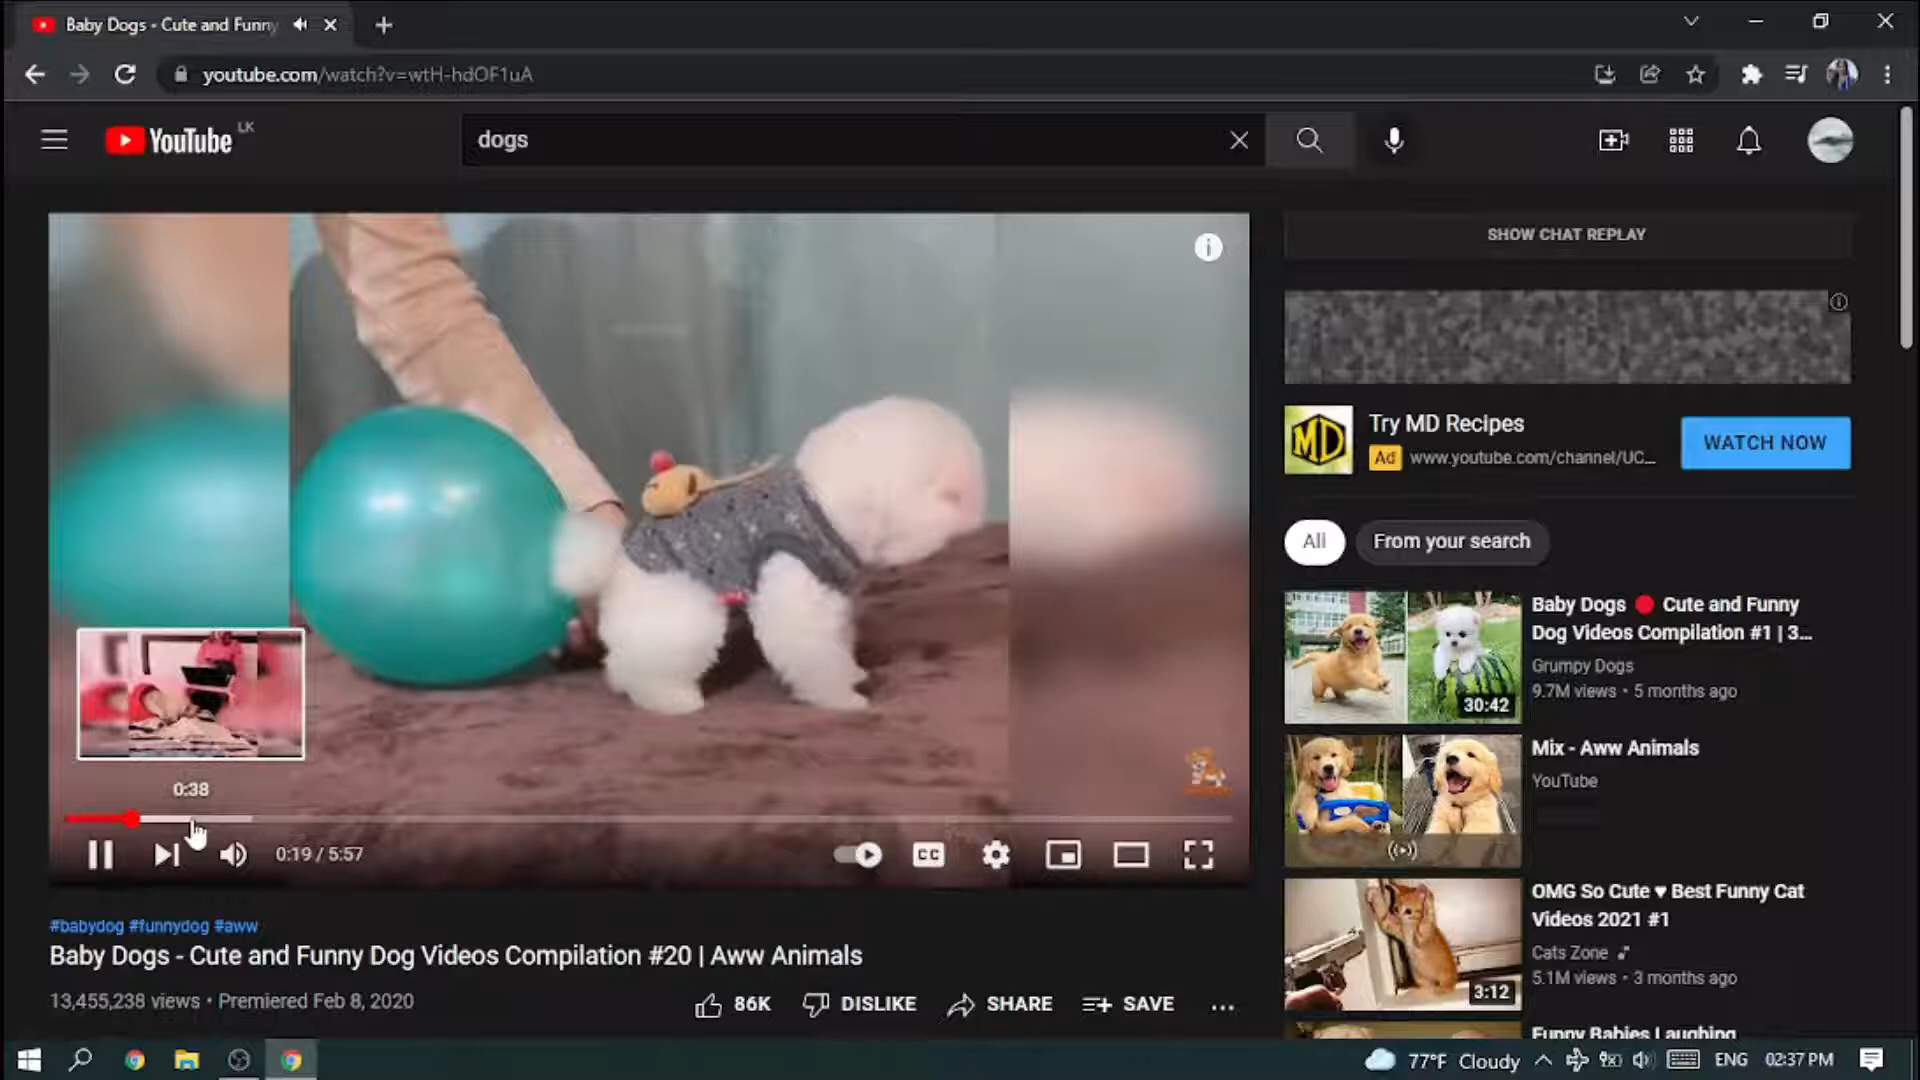 Baby Dogs - Cute and Funny
youtube.com/watch?v=wtH-hdOF1uA
YouTube LK
dogs
SHOW CHAT REPLAY
Try MD Recipes
MD
Ad www.youtube.com/channel/UC...
WATCH NOW
All
From your search
Baby Dogs 🔴 Cute and Funny
Dog Videos Compilation #1 | 3...
Grumpy Dogs
9.7M views • 5 months ago
30:42
Mix - Aww Animals
YouTube
OMG So Cute ♥ Best Funny Cat
Videos 2021 #1
Cats Zone
5.1M views • 3 months ago
3:12
Funny Babies Laughing
0:38
0:19 / 5:57
CC
#babydog #funnydog #aww
Baby Dogs - Cute and Funny Dog Videos Compilation #20 | Aww Animals
13,455,238 views • Premiered Feb 8, 2020
86K
DISLIKE
SHARE
SAVE
77°F Cloudy
ENG
02:37 PM